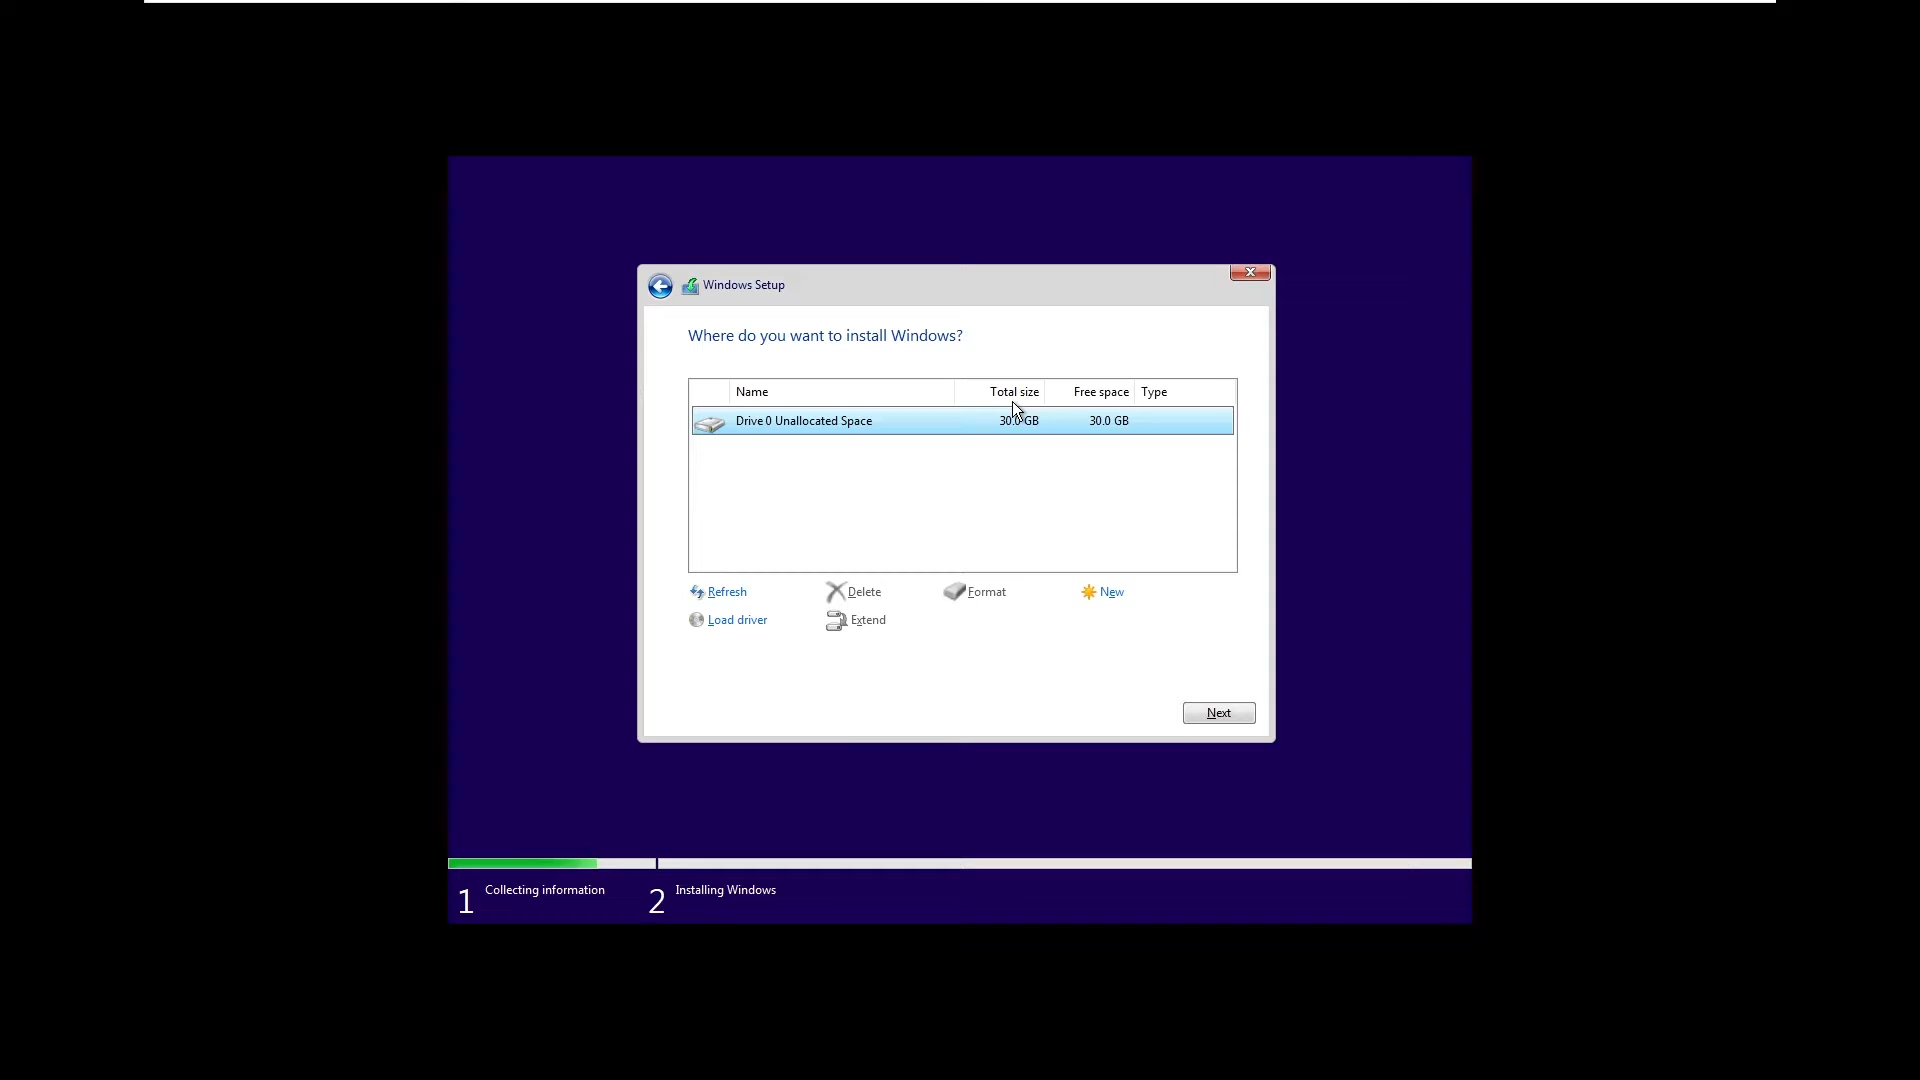 Windows Setup
Where do you want to install Windows?
Name Total size Free space Type
Drive 0 Unallocated Space 30.0 GB 30.0 GB
Refresh Delete Format New
Load driver Extend
Next
1 Collecting information 2 Installing Windows